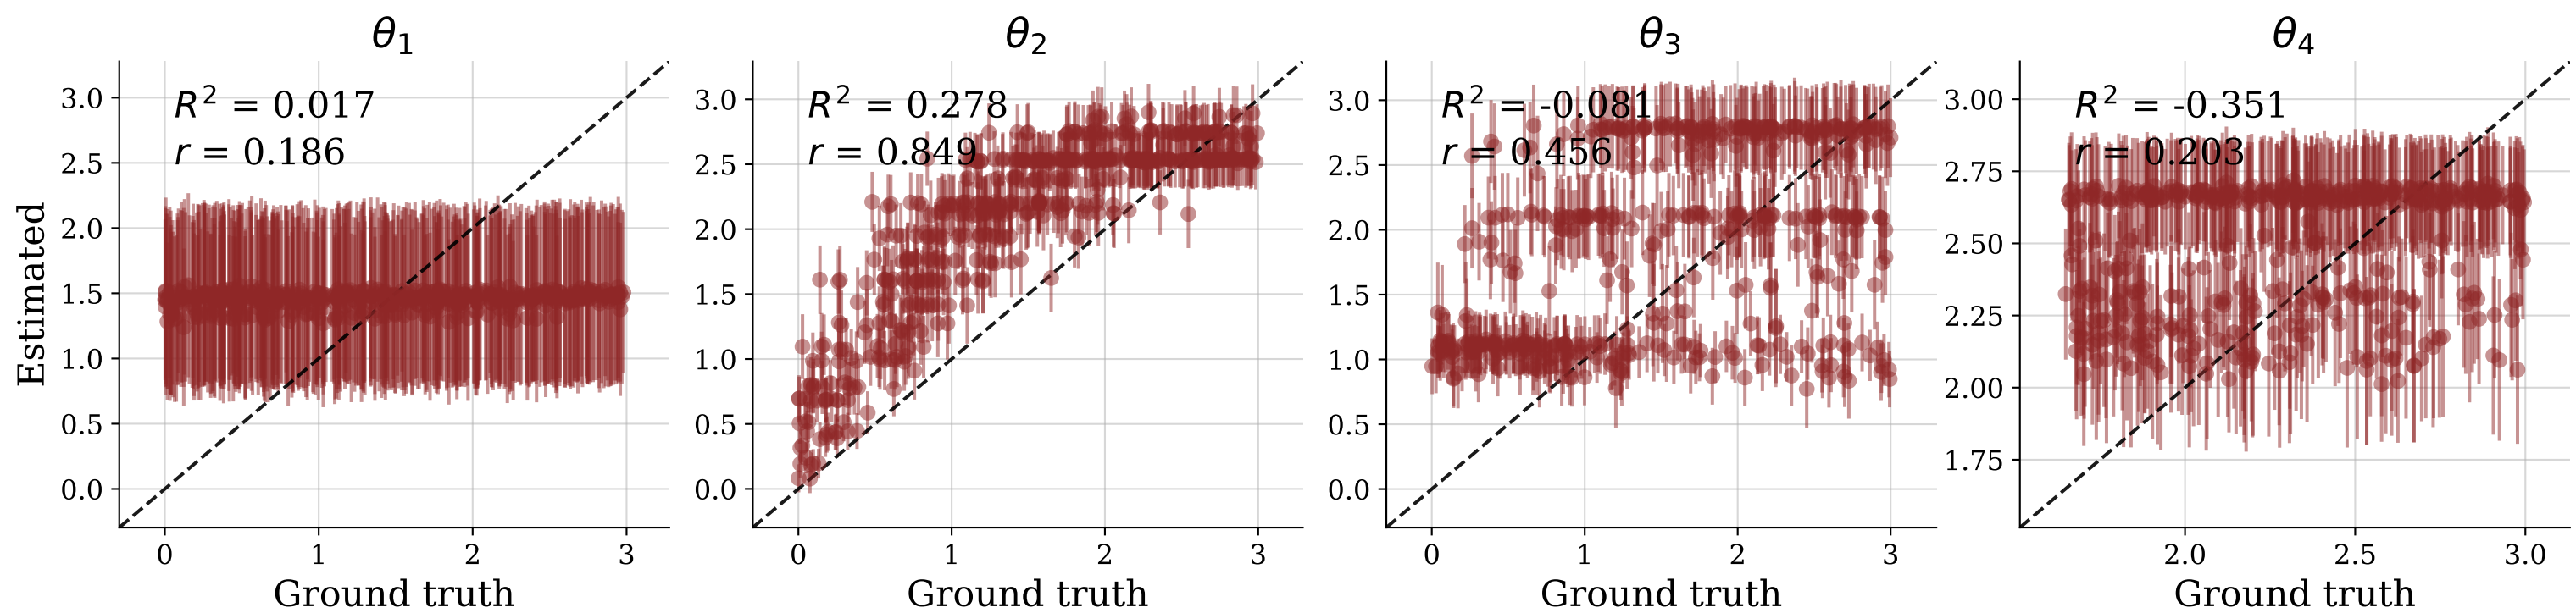 θ₁
R² = 0.017
r = 0.186
3.0
2.5
2.0
1.5
1.0
0.5
0.0
Estimated
0 1 2 3
Ground truth
θ₂
R² = 0.278
r = 0.849
3.0
2.5
2.0
1.5
1.0
0.5
0.0
0 1 2 3
Ground truth
θ₃
R² = -0.081
r = 0.456
3.0
2.5
2.0
1.5
1.0
0.5
0.0
0 1 2 3
Ground truth
θ₄
R² = -0.351
r = 0.203
3.00
2.75
2.50
2.25
2.00
1.75
2.0 2.5 3.0
Ground truth